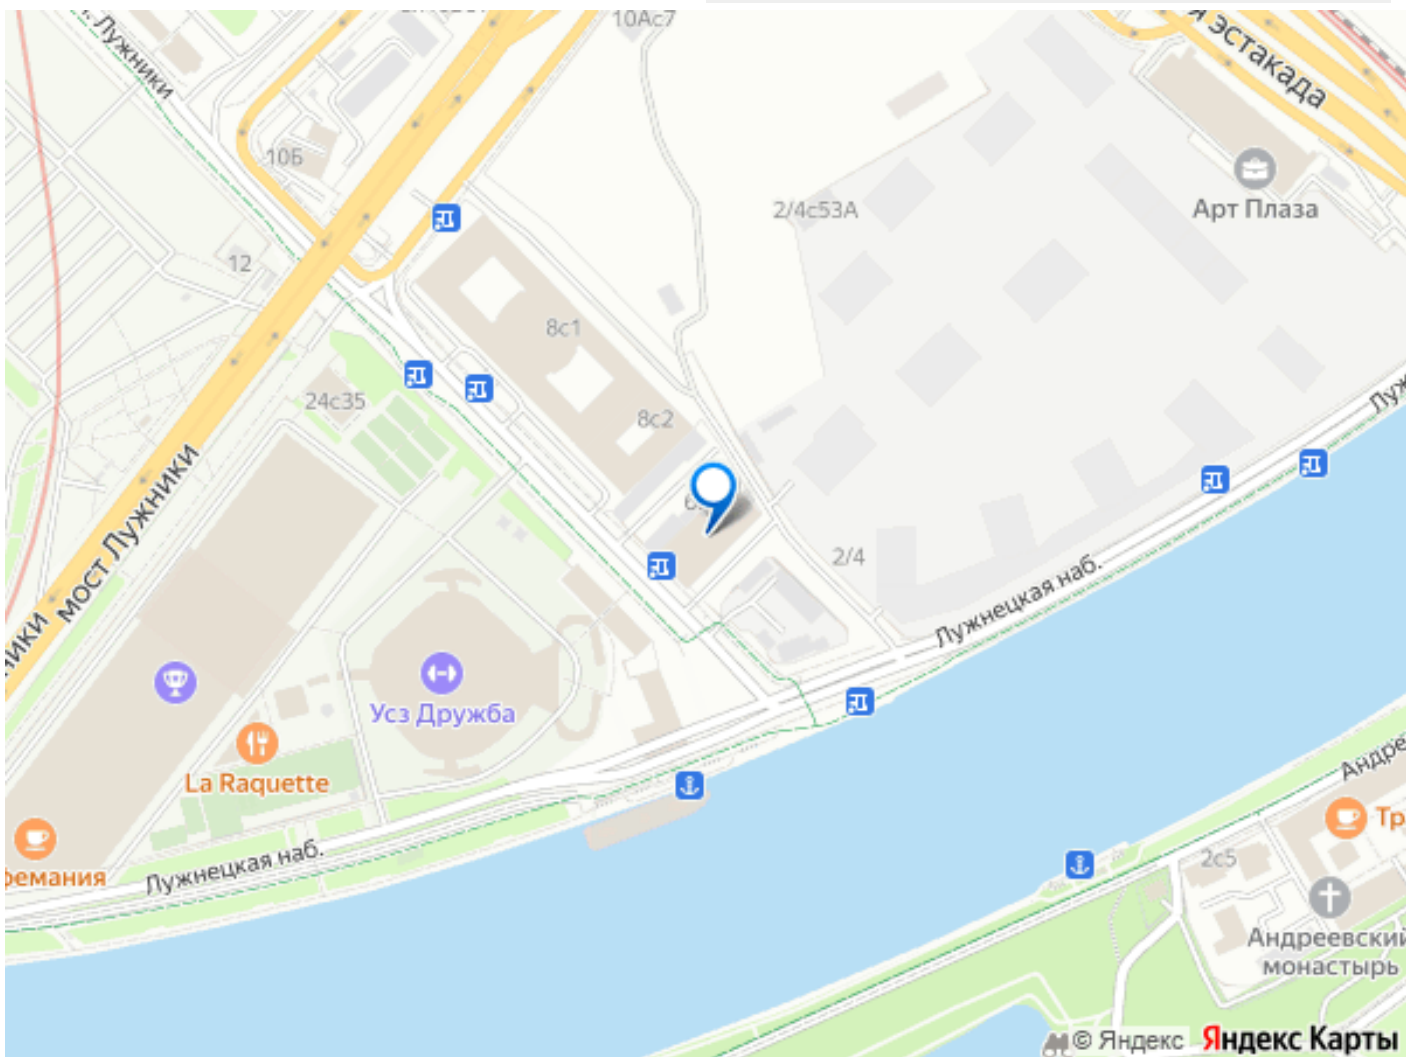 10Ас7
эстакада
Лужники
10Б
2/4с53А
Арт Плаза
12
8с1
24с35
8с2
мост Лужники
2/4
Лужнецкая наб.
Усз Дружба
La Raquette
Лужнецкая наб.
2с5
Андреевский
монастырь
© Яндекс Яндекс Карты